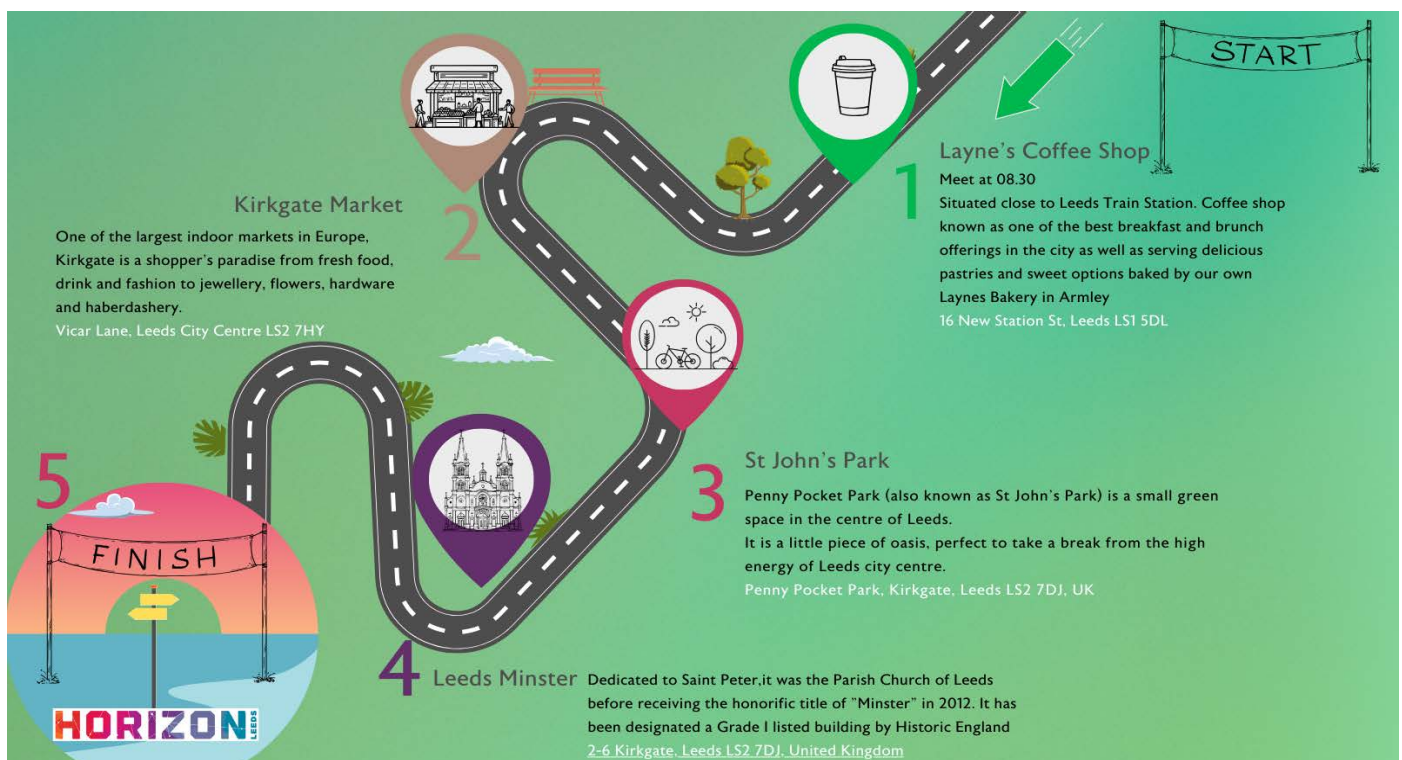 START
1
Layne's Coffee Shop
Meet at 08.30
Situated close to Leeds Train Station. Coffee shop
known as one of the best breakfast and brunch
offerings in the city as well as serving delicious
pastries and sweet options baked by our own
Laynes Bakery in Armley
16 New Station St, Leeds LS1 5DL
2
Kirkgate Market
One of the largest indoor markets in Europe,
Kirkgate is a shopper's paradise from fresh food,
drink and fashion to jewellery, flowers, hardware
and haberdashery.
Vicar Lane, Leeds City Centre LS2 7HY
3
St John's Park
Penny Pocket Park (also known as St John's Park) is a small green
space in the centre of Leeds.
It is a little piece of oasis, perfect to take a break from the high
energy of Leeds city centre.
Penny Pocket Park, Kirkgate, Leeds LS2 7DJ, UK
4
Leeds Minster
Dedicated to Saint Peter,it was the Parish Church of Leeds
before receiving the honorific title of "Minster" in 2012. It has
been designated a Grade I listed building by Historic England
2-6 Kirkgate, Leeds LS2 7DJ, United Kingdom
5
FINISH
HORIZON LEEDS